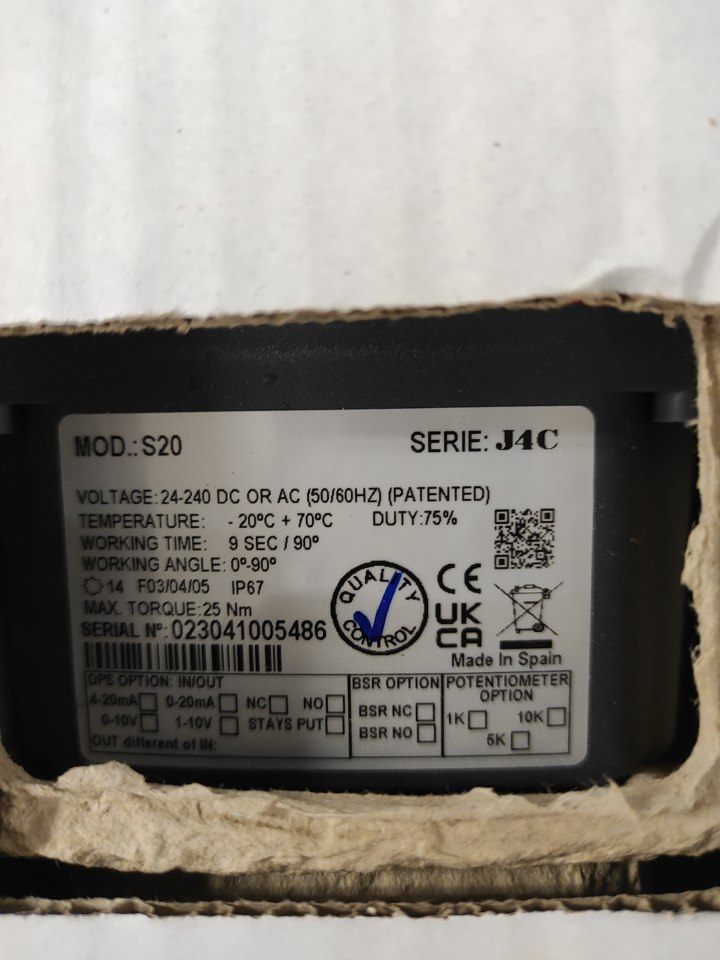 MOD.: S20 SERIE: J4C
VOLTAGE: 24-240 DC OR AC (50/60HZ) (PATENTED)
TEMPERATURE: - 20ºC + 70ºC DUTY: 75%
WORKING TIME: 9 SEC / 90º
WORKING ANGLE: 0º-90º
14 F03/04/05 IP67
MAX. TORQUE: 25 Nm
SERIAL Nº: 023041005486
QUALITY CONTROL
CE
UK
CA
Made In Spain
DPS OPTION: IN/OUT
4-20mA 0-20mA NC NO
0-10V 1-10V STAYS PUT
OUT different of IN:
BSR OPTION
BSR NC
BSR NO
POTENTIOMETER
OPTION
1K 10K
5K